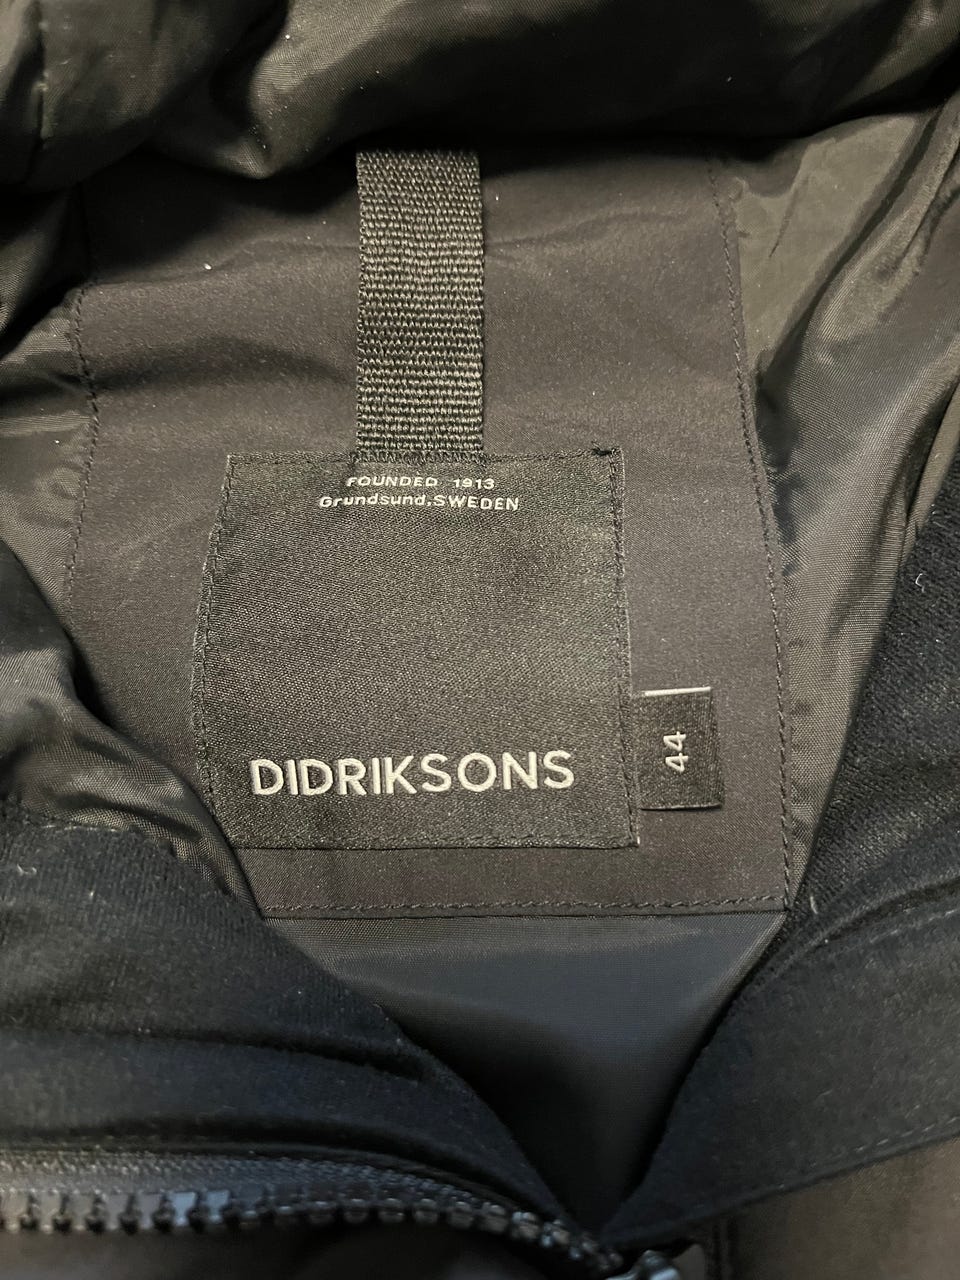 FOUNDED 1913
Grundsund,SWEDEN
DIDRIKSONS
44